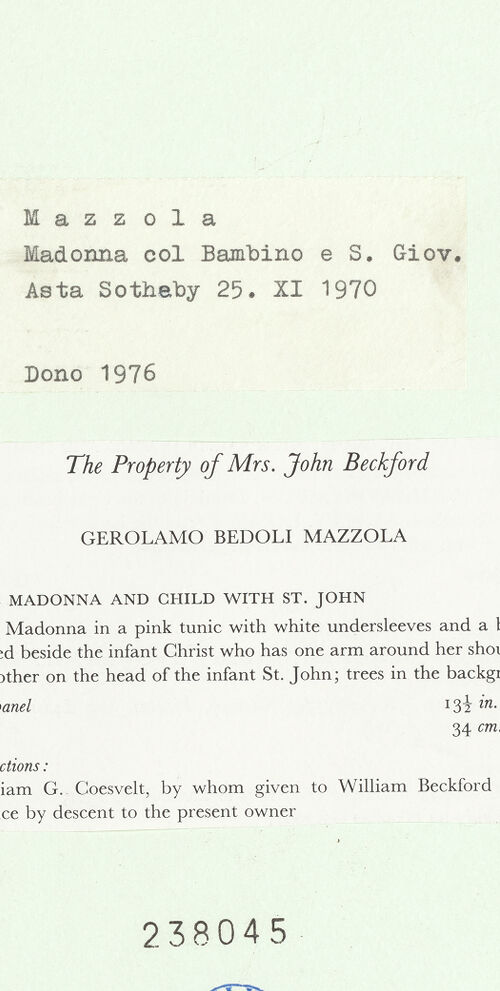 Mazzola
Madonna col Bambino e S. Giov.
Asta Sotheby 25. XI 1970
Dono 1976
The Property of Mrs. John Beckford
GEROLAMO BEDOLI MAZZOLA
MADONNA AND CHILD WITH ST. JOHN
Madonna in a pink tunic with white undersleeves and a
beside the infant Christ who has one arm around her
on the head of the infant St. John; trees in the
13½ in.
34 cm.
G. Coesvelt, by whom given to William Beckford
by descent to the present owner
238045